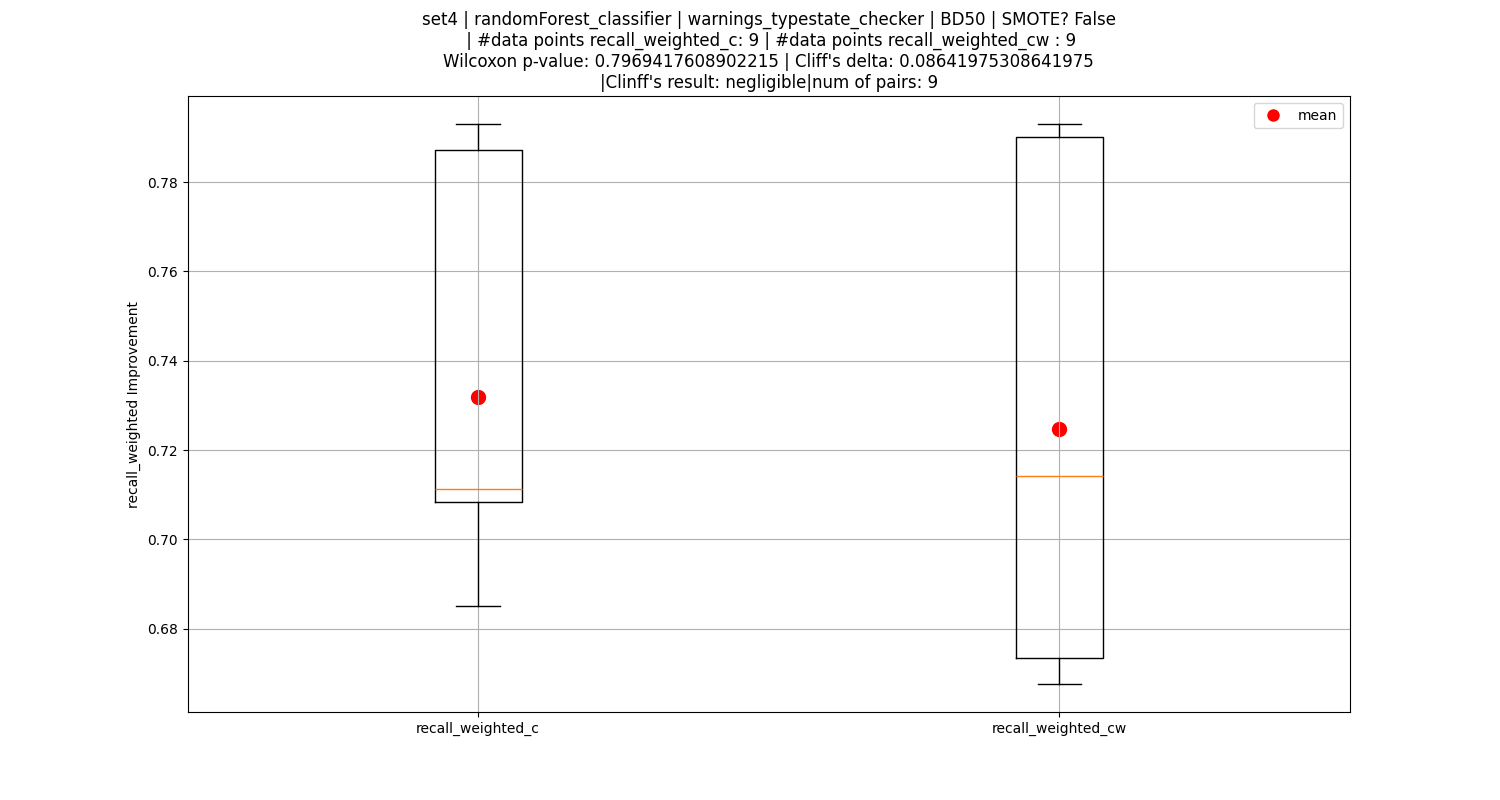 set4 | randomForest_classifier | warnings_typestate_checker | BD50 | SMOTE? False
| #data points recall_weighted_c: 9 | #data points recall_weighted_cw : 9
Wilcoxon p-value: 0.7969417608902215 | Cliff's delta: 0.08641975308641975
|Clinff's result: negligible|num of pairs: 9
mean
0.78
0.76
0.74
0.72
0.70
0.68
recall_weighted Improvement
recall_weighted_c
recall_weighted_cw